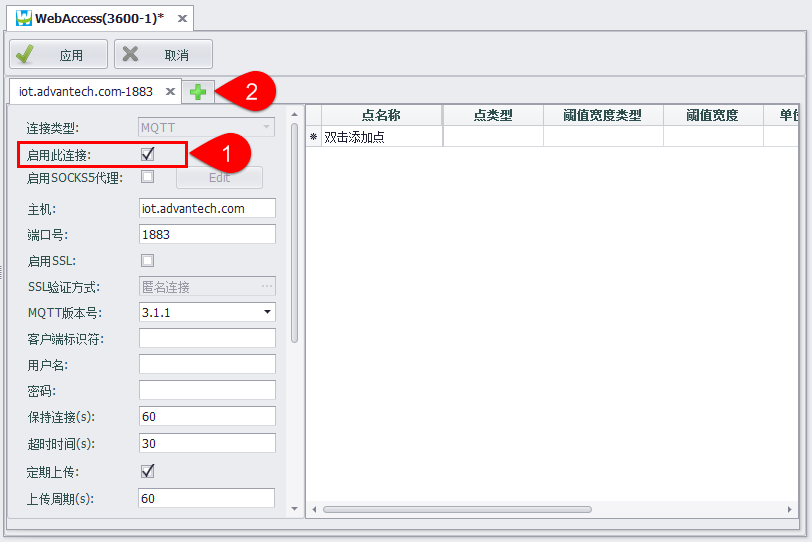 WebAccess(3600-1)*
应用
取消
iot.advantech.com-1883
2
连接类型:
MQTT
启用此连接:
1
启用SOCKS5代理:
Edit
主机:
iot.advantech.com
端口号:
1883
启用SSL:
SSL验证方式:
匿名连接
···
MQTT版本号:
3.1.1
客户端标识符:
用户名:
密码:
保持连接(s):
60
超时时间(s):
30
定期上传:
上传周期(s):
60
点名称
点类型
阈值宽度类型
阈值宽度
单位
*
双击添加点